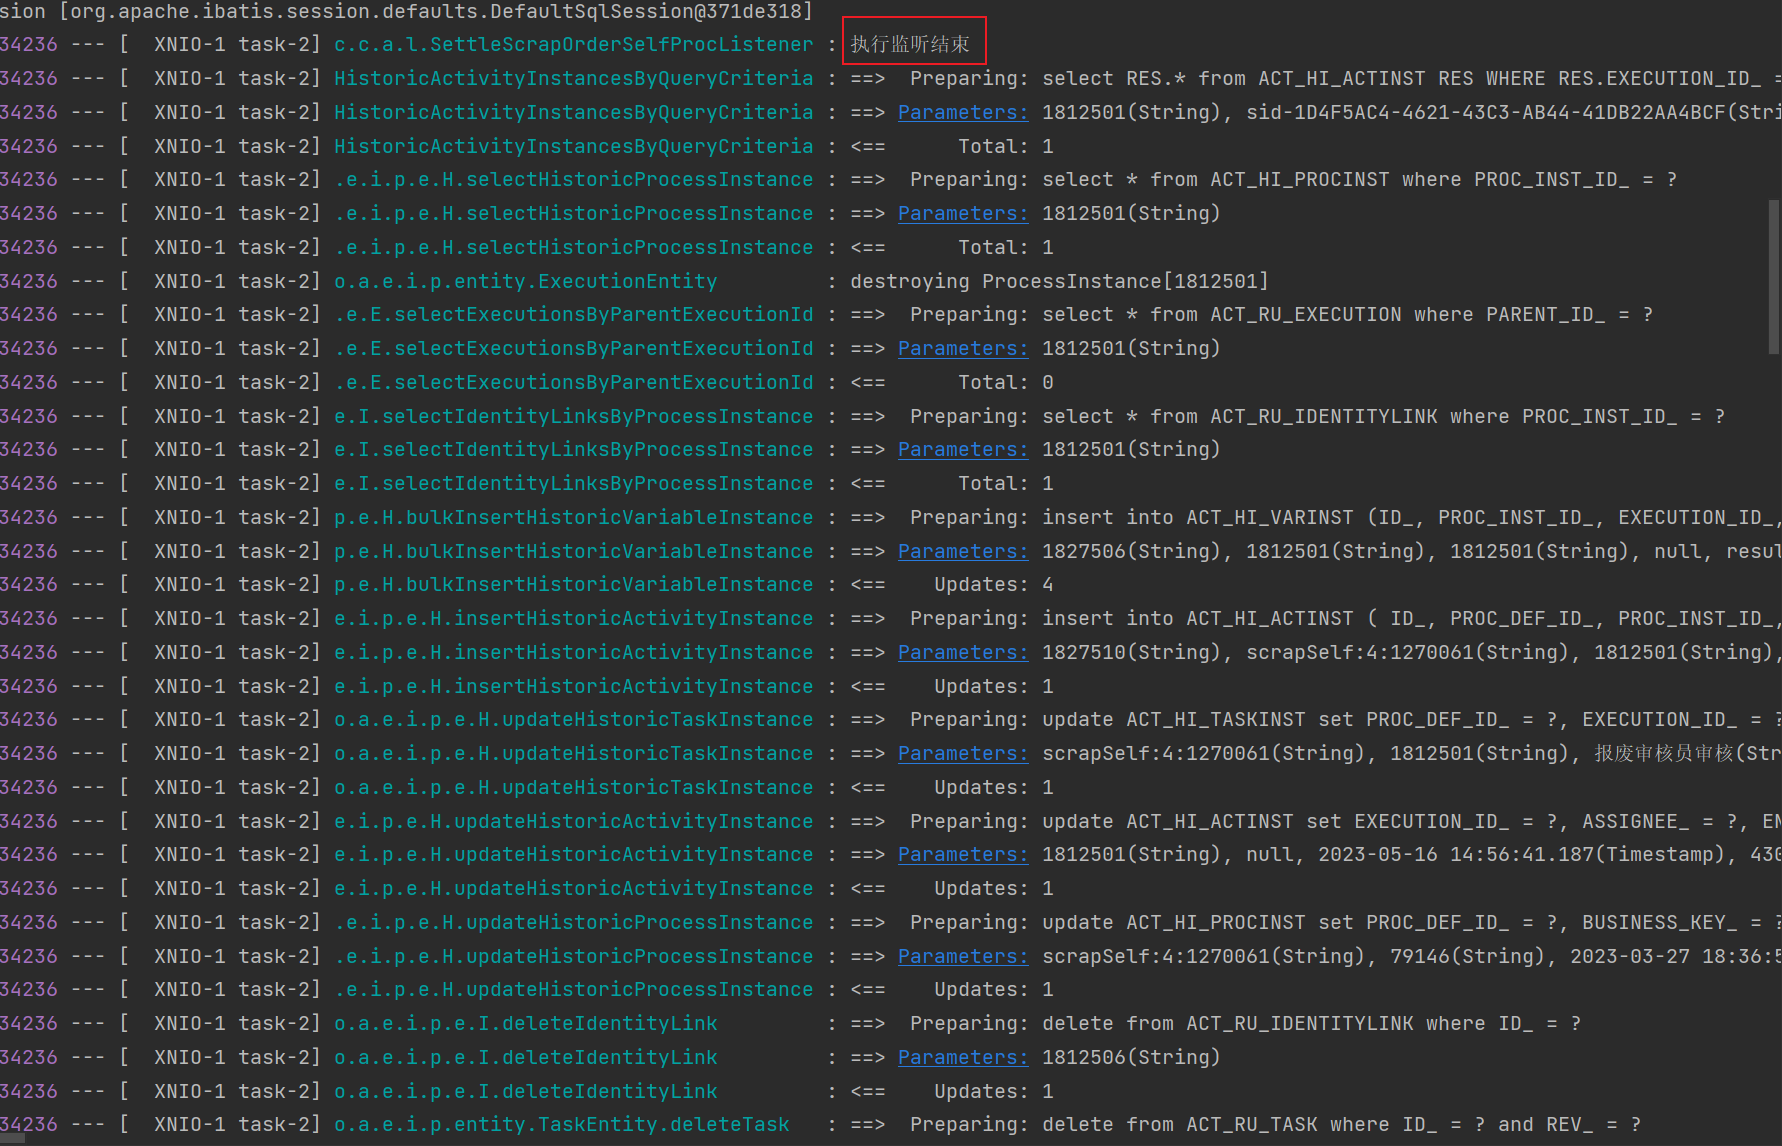 sion [org.apache.ibatis.session.defaults.DefaultSqlSession@371de318]
34236 --- [  XNIO-1 task-2] c.c.a.l.SettleScrapOrderSelfProcListener : 执行监听结束
34236 --- [  XNIO-1 task-2] HistoricActivityInstancesByQueryCriteria : ==>  Preparing: select RES.* from ACT_HI_ACTINST RES WHERE RES.EXECUTION_ID_ =
34236 --- [  XNIO-1 task-2] HistoricActivityInstancesByQueryCriteria : ==> Parameters: 1812501(String), sid-1D4F5AC4-4621-43C3-AB44-41DB22AA4BCF(Stri
34236 --- [  XNIO-1 task-2] HistoricActivityInstancesByQueryCriteria : <==      Total: 1
34236 --- [  XNIO-1 task-2] .e.i.p.e.H.selectHistoricProcessInstance : ==>  Preparing: select * from ACT_HI_PROCINST where PROC_INST_ID_ = ?
34236 --- [  XNIO-1 task-2] .e.i.p.e.H.selectHistoricProcessInstance : ==> Parameters: 1812501(String)
34236 --- [  XNIO-1 task-2] .e.i.p.e.H.selectHistoricProcessInstance : <==      Total: 1
34236 --- [  XNIO-1 task-2] o.a.e.i.p.entity.ExecutionEntity         : destroying ProcessInstance[1812501]
34236 --- [  XNIO-1 task-2] .e.E.selectExecutionsByParentExecutionId : ==>  Preparing: select * from ACT_RU_EXECUTION where PARENT_ID_ = ?
34236 --- [  XNIO-1 task-2] .e.E.selectExecutionsByParentExecutionId : ==> Parameters: 1812501(String)
34236 --- [  XNIO-1 task-2] .e.E.selectExecutionsByParentExecutionId : <==      Total: 0
34236 --- [  XNIO-1 task-2] e.I.selectIdentityLinksByProcessInstance : ==>  Preparing: select * from ACT_RU_IDENTITYLINK where PROC_INST_ID_ = ?
34236 --- [  XNIO-1 task-2] e.I.selectIdentityLinksByProcessInstance : ==> Parameters: 1812501(String)
34236 --- [  XNIO-1 task-2] e.I.selectIdentityLinksByProcessInstance : <==      Total: 1
34236 --- [  XNIO-1 task-2] p.e.H.bulkInsertHistoricVariableInstance : ==>  Preparing: insert into ACT_HI_VARINST (ID_, PROC_INST_ID_, EXECUTION_ID_,
34236 --- [  XNIO-1 task-2] p.e.H.bulkInsertHistoricVariableInstance : ==> Parameters: 1827506(String), 1812501(String), 1812501(String), null, resul
34236 --- [  XNIO-1 task-2] p.e.H.bulkInsertHistoricVariableInstance : <==    Updates: 4
34236 --- [  XNIO-1 task-2] e.i.p.e.H.insertHistoricActivityInstance : ==>  Preparing: insert into ACT_HI_ACTINST ( ID_, PROC_DEF_ID_, PROC_INST_ID_,
34236 --- [  XNIO-1 task-2] e.i.p.e.H.insertHistoricActivityInstance : ==> Parameters: 1827510(String), scrapSelf:4:1270061(String), 1812501(String),
34236 --- [  XNIO-1 task-2] e.i.p.e.H.insertHistoricActivityInstance : <==    Updates: 1
34236 --- [  XNIO-1 task-2] o.a.e.i.p.e.H.updateHistoricTaskInstance : ==>  Preparing: update ACT_HI_TASKINST set PROC_DEF_ID_ = ?, EXECUTION_ID_ = ?
34236 --- [  XNIO-1 task-2] o.a.e.i.p.e.H.updateHistoricTaskInstance : ==> Parameters: scrapSelf:4:1270061(String), 1812501(String), 报废审核员审核(Str
34236 --- [  XNIO-1 task-2] o.a.e.i.p.e.H.updateHistoricTaskInstance : <==    Updates: 1
34236 --- [  XNIO-1 task-2] e.i.p.e.H.updateHistoricActivityInstance : ==>  Preparing: update ACT_HI_ACTINST set EXECUTION_ID_ = ?, ASSIGNEE_ = ?, EN
34236 --- [  XNIO-1 task-2] e.i.p.e.H.updateHistoricActivityInstance : ==> Parameters: 1812501(String), null, 2023-05-16 14:56:41.187(Timestamp), 430
34236 --- [  XNIO-1 task-2] e.i.p.e.H.updateHistoricActivityInstance : <==    Updates: 1
34236 --- [  XNIO-1 task-2] .e.i.p.e.H.updateHistoricProcessInstance : ==>  Preparing: update ACT_HI_PROCINST set PROC_DEF_ID_ = ?, BUSINESS_KEY_ = ?
34236 --- [  XNIO-1 task-2] .e.i.p.e.H.updateHistoricProcessInstance : ==> Parameters: scrapSelf:4:1270061(String), 79146(String), 2023-03-27 18:36:5
34236 --- [  XNIO-1 task-2] .e.i.p.e.H.updateHistoricProcessInstance : <==    Updates: 1
34236 --- [  XNIO-1 task-2] o.a.e.i.p.e.I.deleteIdentityLink         : ==>  Preparing: delete from ACT_RU_IDENTITYLINK where ID_ = ?
34236 --- [  XNIO-1 task-2] o.a.e.i.p.e.I.deleteIdentityLink         : ==> Parameters: 1812506(String)
34236 --- [  XNIO-1 task-2] o.a.e.i.p.e.I.deleteIdentityLink         : <==    Updates: 1
34236 --- [  XNIO-1 task-2] o.a.e.i.p.entity.TaskEntity.deleteTask   : ==>  Preparing: delete from ACT_RU_TASK where ID_ = ? and REV_ = ?